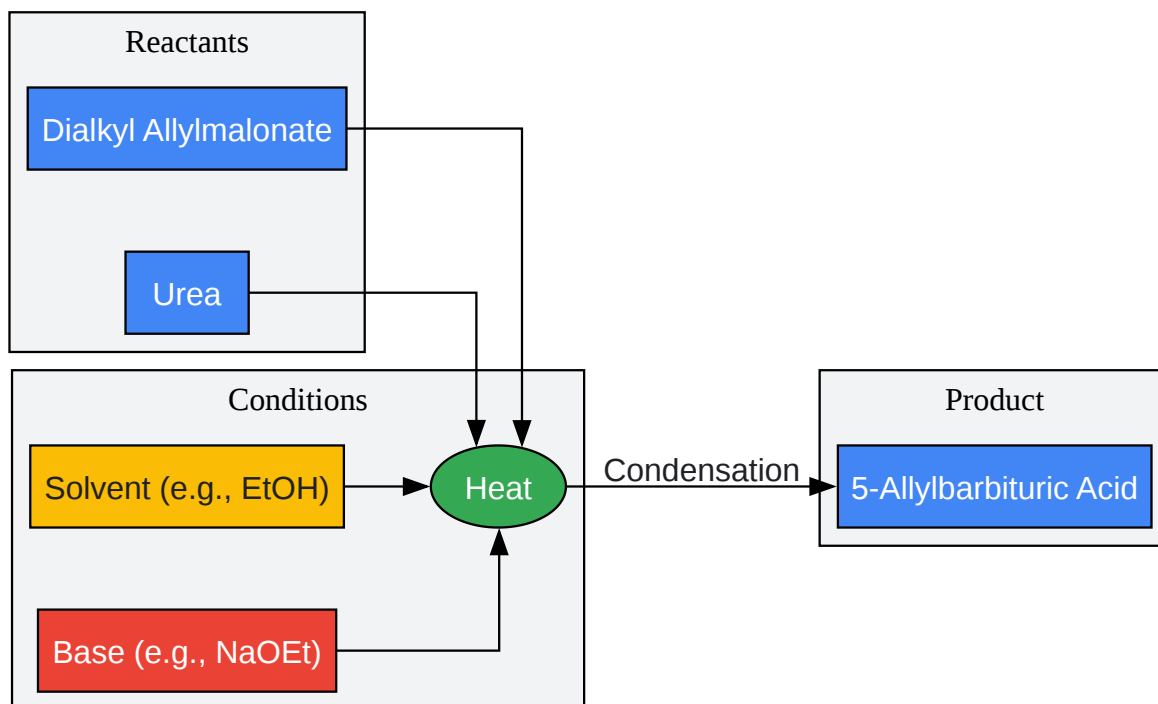 Reactants
Dialkyl Allylmalonate
Urea
Conditions
Solvent (e.g., EtOH)
Heat
Base (e.g., NaOEt)
Condensation
Product
5-Allylbarbituric Acid